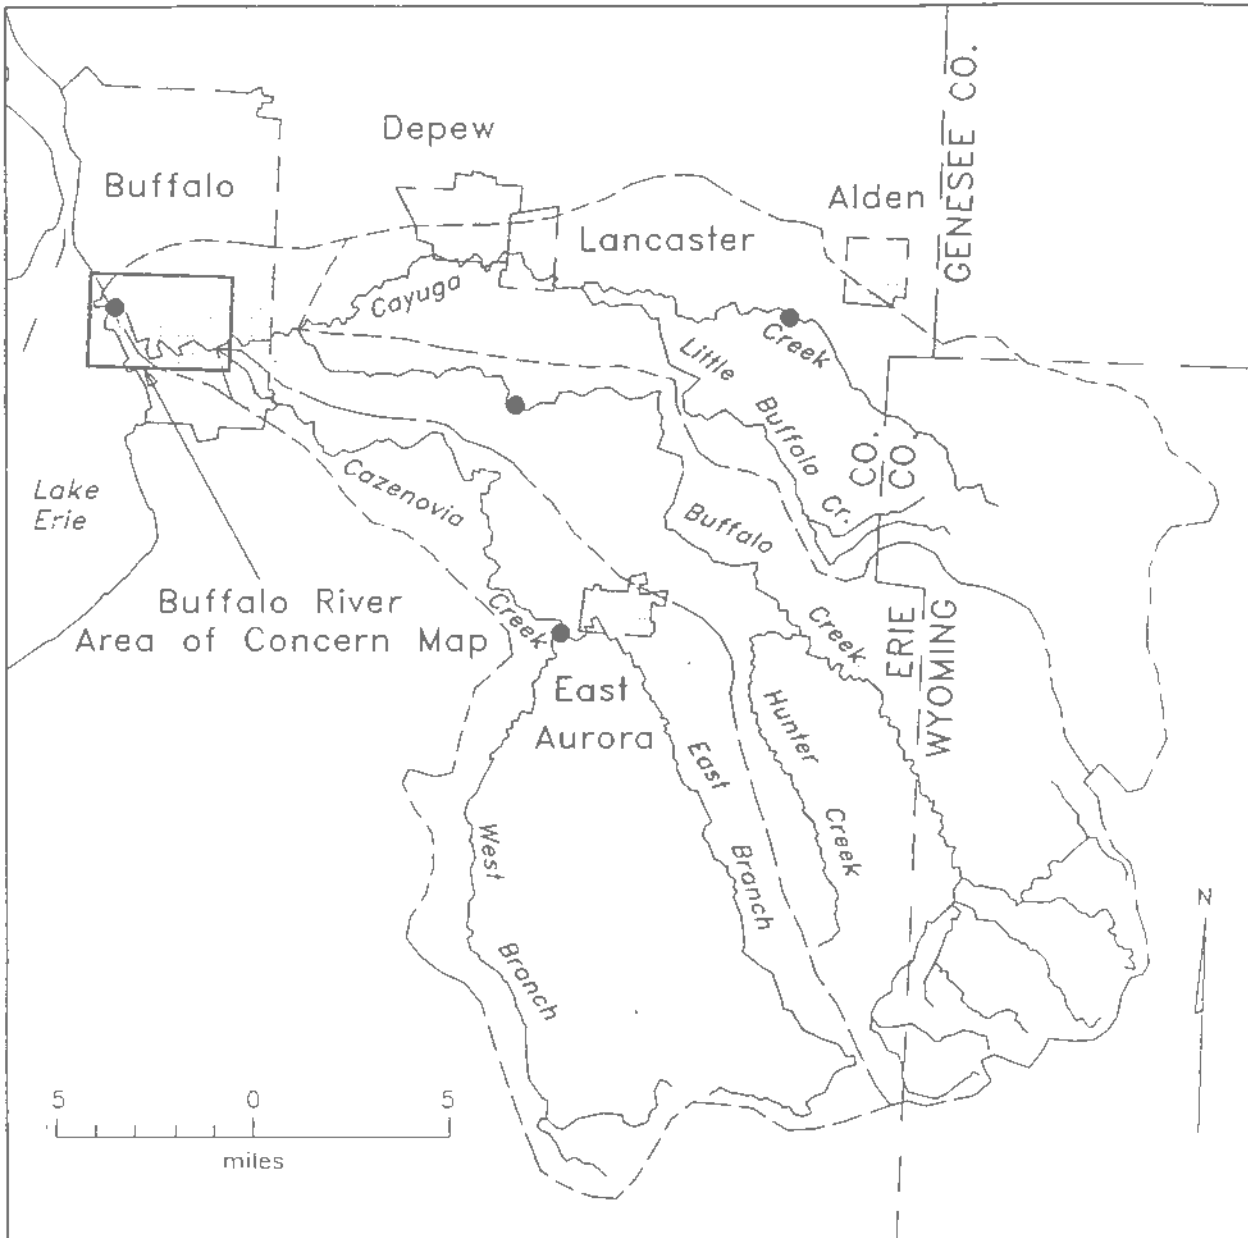 GENESEE CO.
Depew
Buffalo
Alden
Lancaster
Cayuga
Creek
Little
Buffalo
Cr.
CO.
CO.
Cazenovia
Creek
Lake
Erie
Buffalo
Creek
Buffalo River
Area of Concern Map
ERIE
WYOMING
East
Aurora
Hunter
Creek
East
Branch
West
Branch
N
5 0 5
miles